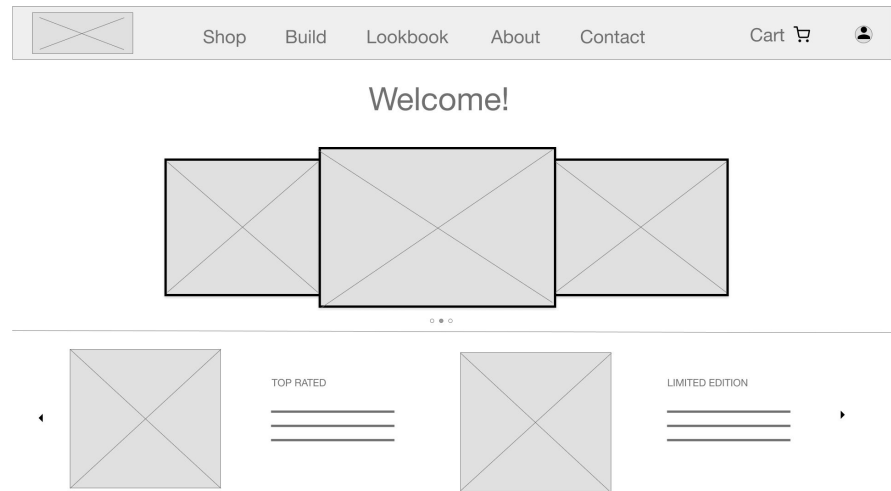 Shop Build Lookbook About Contact Cart
Welcome!
TOP RATED
LIMITED EDITION